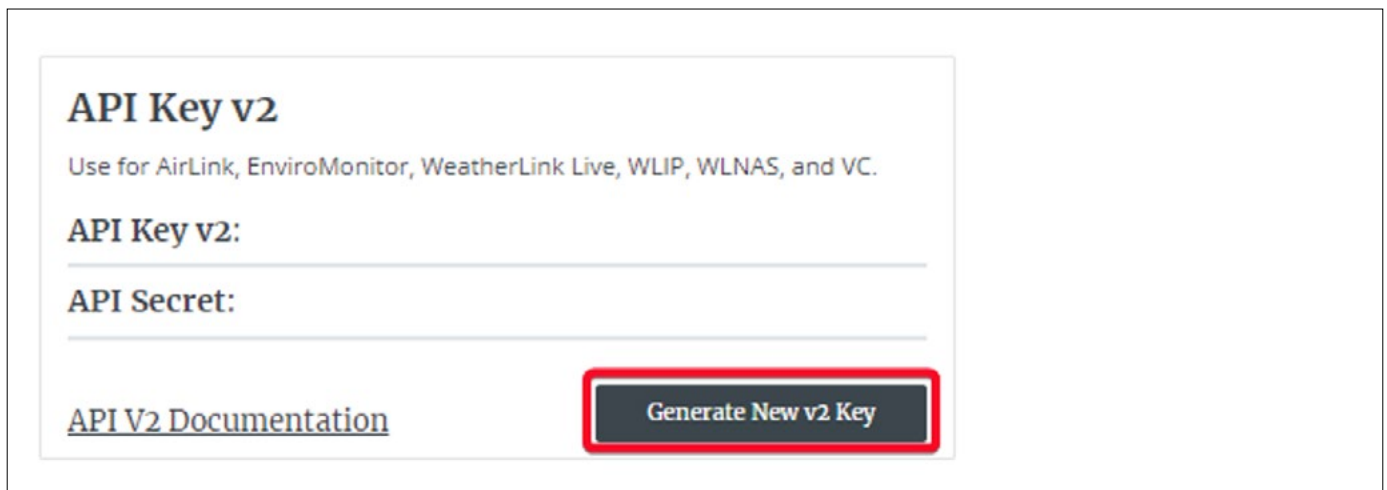 API Key v2
Use for AirLink, EnviroMonitor, WeatherLink Live, WLIP, WLNAS, and VC.
API Key v2:
API Secret:
API V2 Documentation
Generate New v2 Key